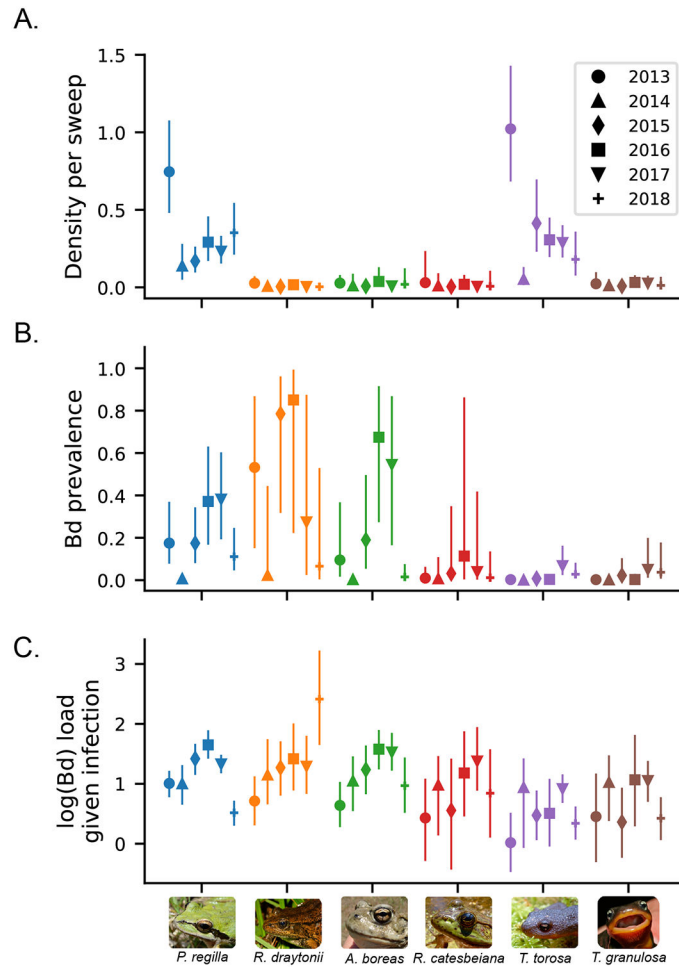 A.
1.5
1.0
0.5
0.0
Density per sweep
2013
2014
2015
2016
2017
2018
B.
1.0
0.8
0.6
0.4
0.2
0.0
Bd prevalence
C.
3
2
1
0
log(Bd) load
given infection
P. regilla R. draytonii A. boreas R. catesbeiana T. torosa T. granulosa